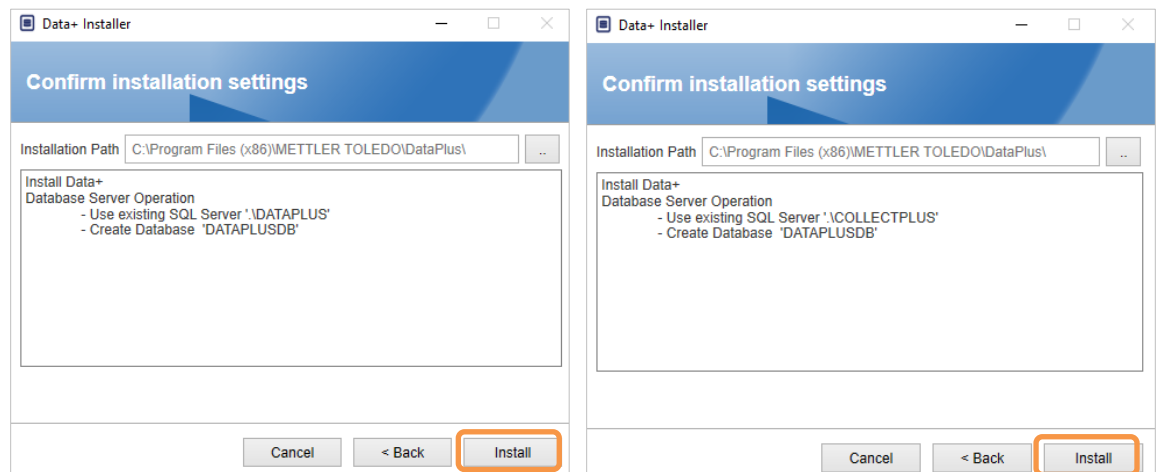 Data+ Installer
Confirm installation settings
Installation Path C:\Program Files (x86)\METTLER TOLEDO\DataPlus\ ..
Install Data+
Database Server Operation
- Use existing SQL Server '.\DATAPLUS'
- Create Database 'DATAPLUSDB'
Cancel < Back Install
Data+ Installer
Confirm installation settings
Installation Path C:\Program Files (x86)\METTLER TOLEDO\DataPlus\ ..
Install Data+
Database Server Operation
- Use existing SQL Server '.\COLLECTPLUS'
- Create Database 'DATAPLUSDB'
Cancel < Back Install